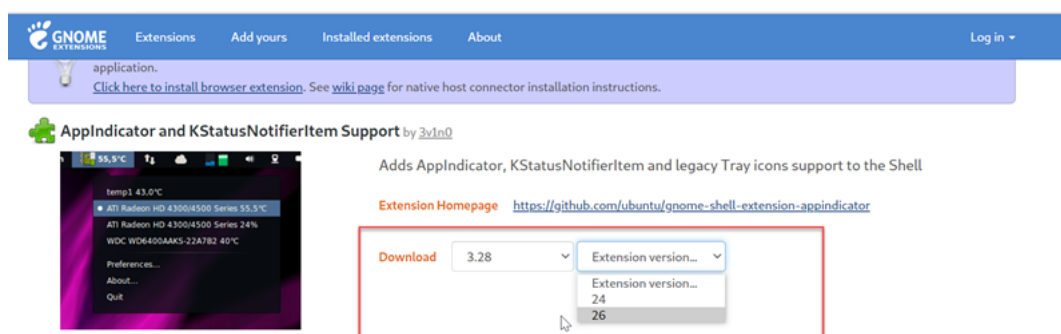 GNOME EXTENSIONS Extensions Add yours Installed extensions About Log in
application.
Click here to install browser extension. See wiki page for native host connector installation instructions.
AppIndicator and KStatusNotifierItem Support by 3v1n0
55,5°C
temp1 43,0°C
ATI Radeon HD 4300/4500 Series 55,5°C
ATI Radeon HD 4300/4500 Series 24%
WDC WD6400AAKS-22A7B2 40°C
Preferences...
About...
Quit
Adds AppIndicator, KStatusNotifierItem and legacy Tray icons support to the Shell
Extension Homepage https://github.com/ubuntu/gnome-shell-extension-appindicator
Download 3.28 Extension version...
Extension version...
24
26